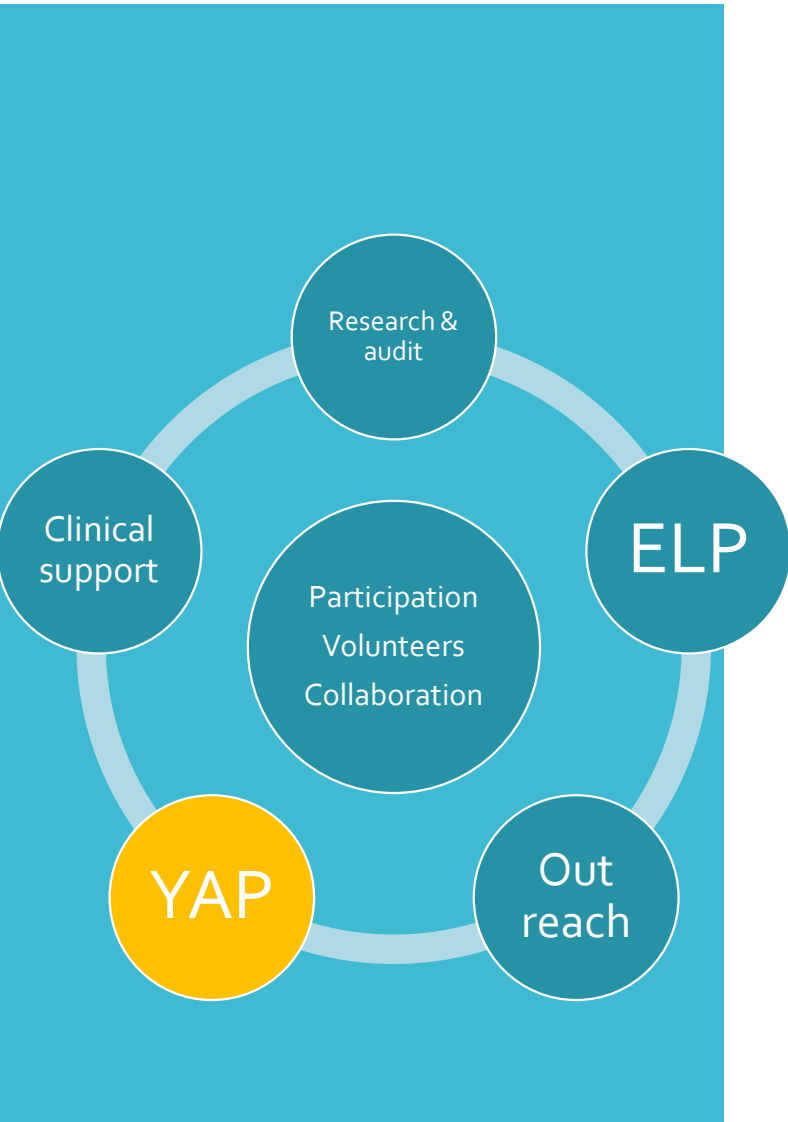 Research &
audit
Clinical
support
ELP
Participation
Volunteers
Collaboration
YAP
Out
reach